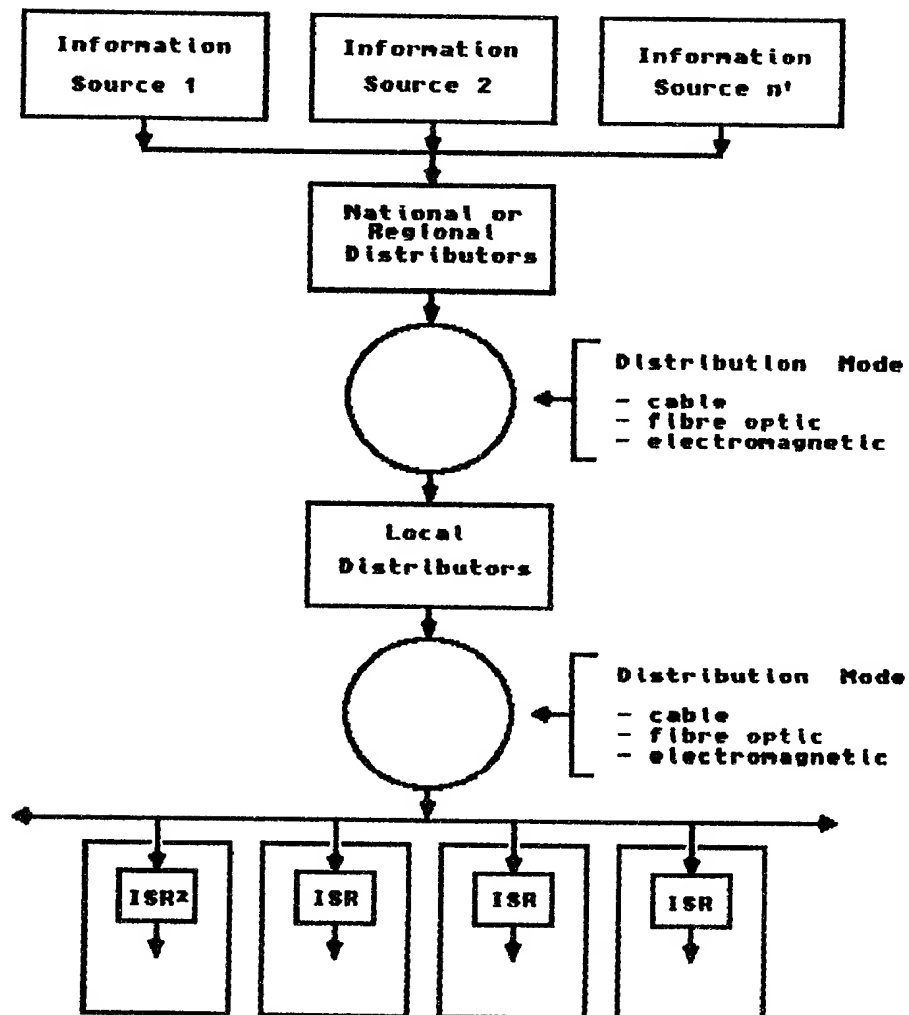 Information
Source 1
Information
Source 2
Information
Source n'
National or
Regional
Distributors
Distribution Mode
- cable
- fibre optic
- electromagnetic
Local
Distributors
Distribution Mode
- cable
- fibre optic
- electromagnetic
ISR²
ISR
ISR
ISR